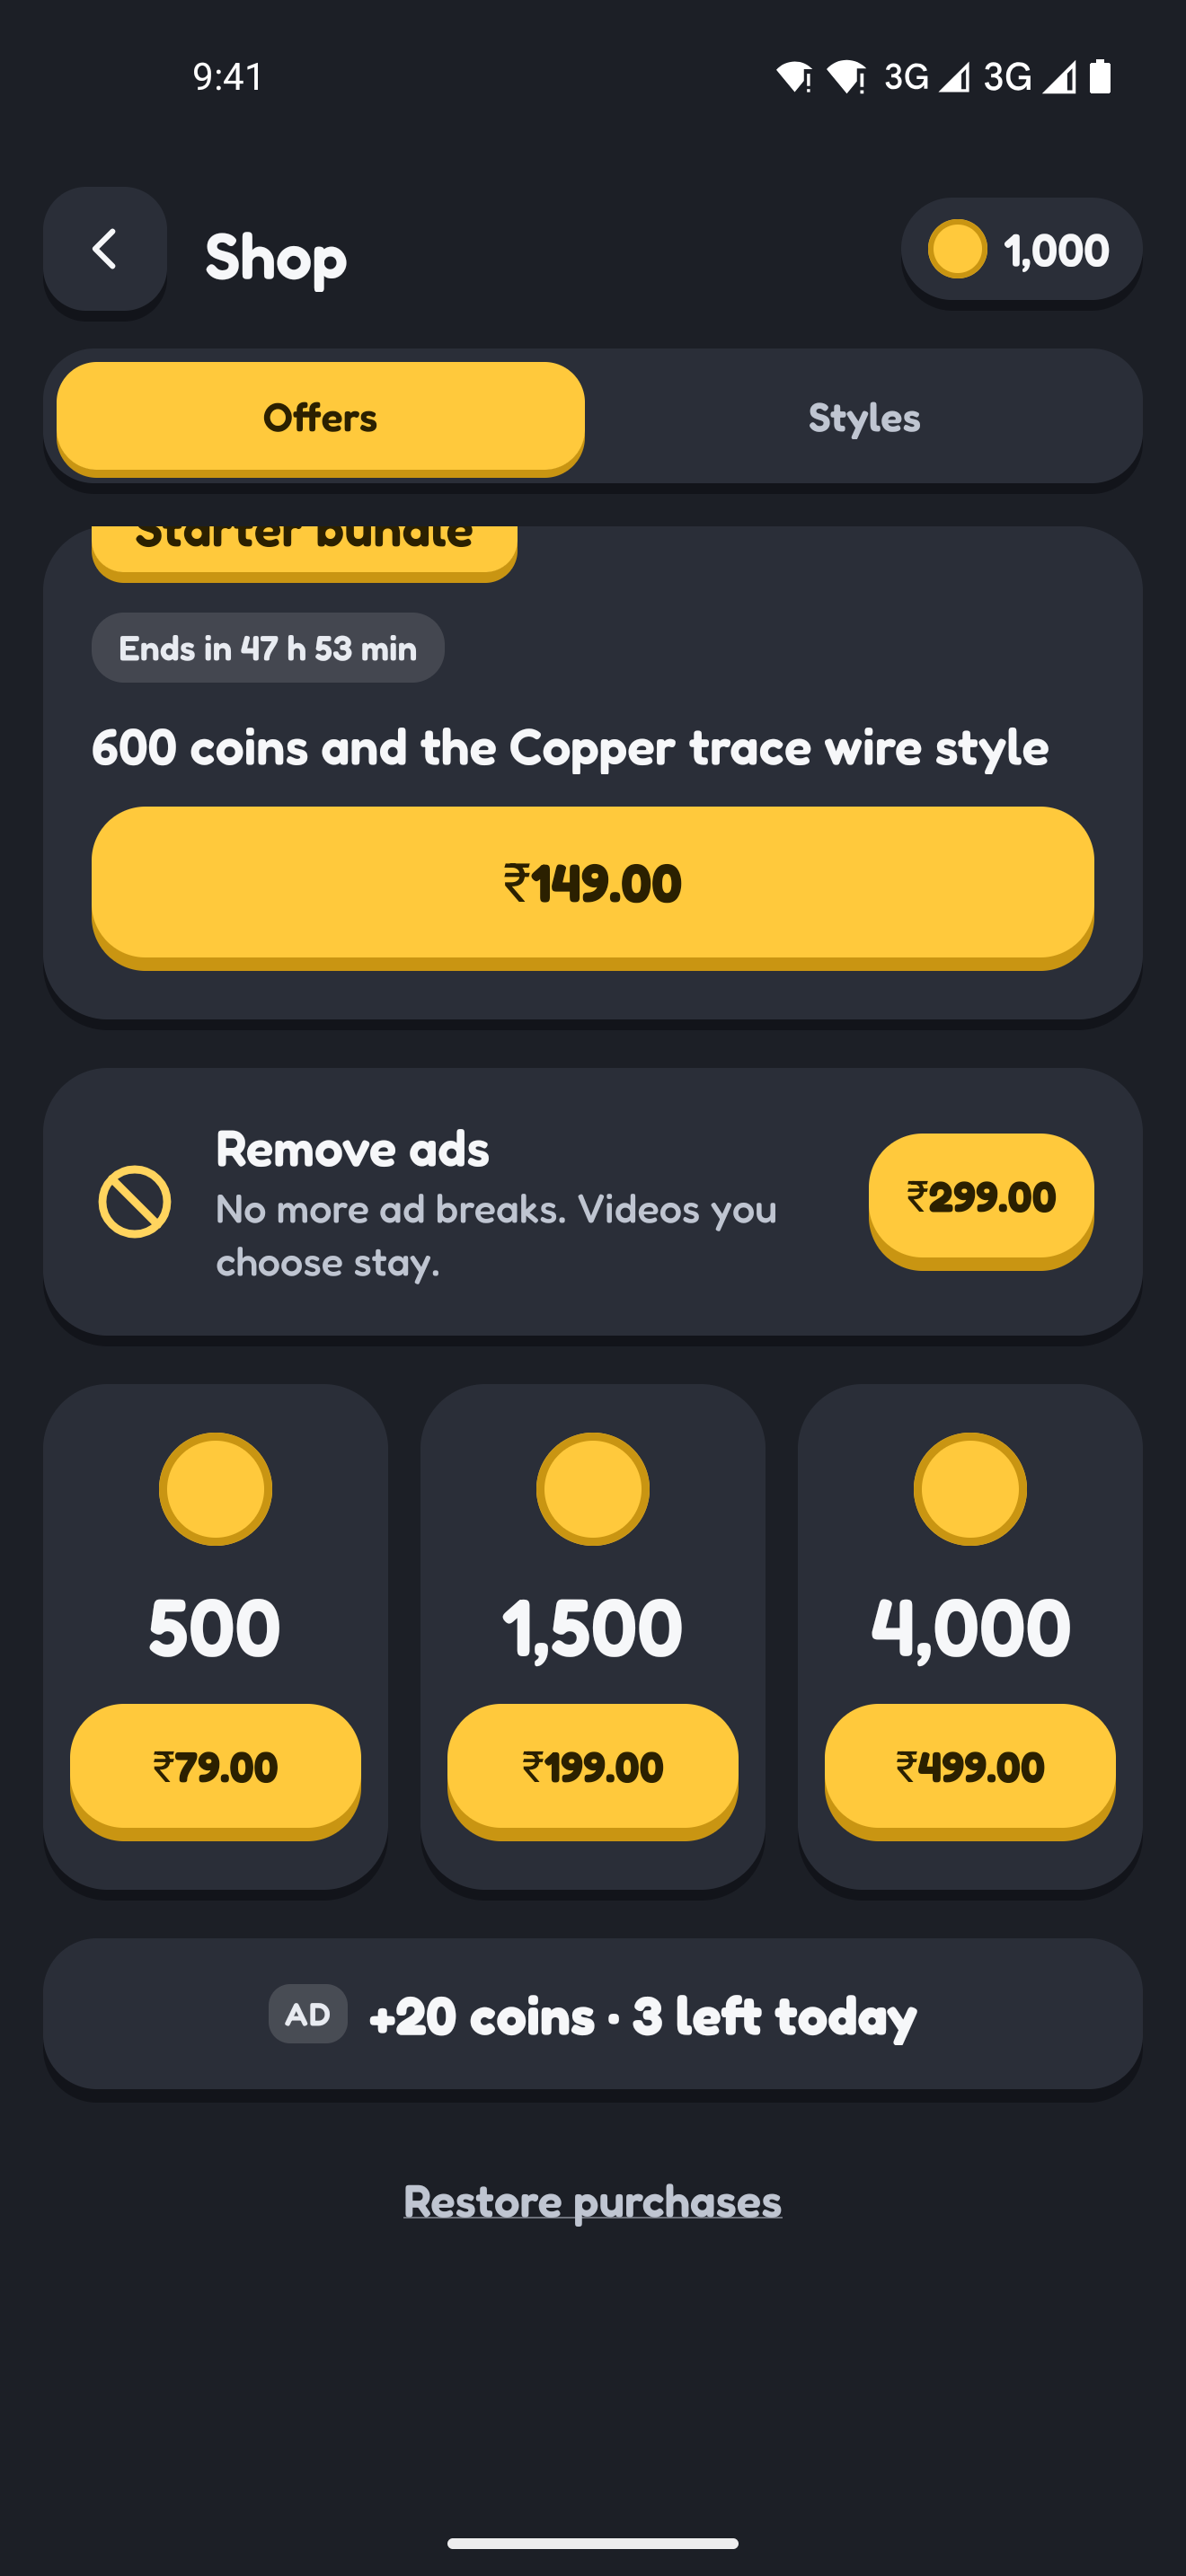 9:41
3G 3G
Shop
1,000
Offers
Styles
Starter bundle
Ends in 47 h 53 min
600 coins and the Copper trace wire style
₹149.00
Remove ads
No more ad breaks. Videos you
choose stay.
₹299.00
500
1,500
4,000
₹79.00
₹199.00
₹499.00
AD +20 coins · 3 left today
Restore purchases